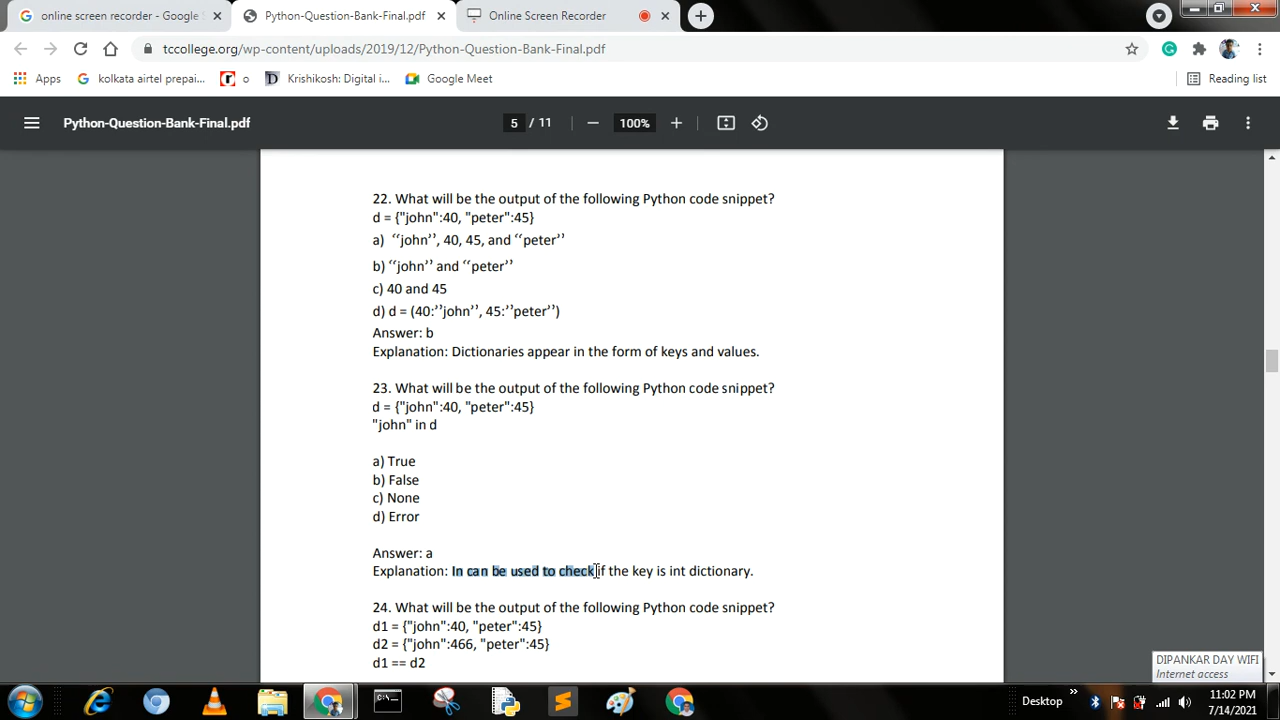 online screen recorder - Google S
Python-Question-Bank-Final.pdf
Online Screen Recorder
tccollege.org/wp-content/uploads/2019/12/Python-Question-Bank-Final.pdf
Apps
kolkata airtel prepai...
o
Krishikosh: Digital i...
Google Meet
Reading list
Python-Question-Bank-Final.pdf
5 / 11
100%
22. What will be the output of the following Python code snippet?
d = {"john":40, "peter":45}
a) “john”, 40, 45, and “peter”
b) “john” and “peter”
c) 40 and 45
d) d = (40:”john”, 45:”peter”)
Answer: b
Explanation: Dictionaries appear in the form of keys and values.
23. What will be the output of the following Python code snippet?
d = {"john":40, "peter":45}
"john" in d
a) True
b) False
c) None
d) Error
Answer: a
Explanation: In can be used to check if the key is int dictionary.
24. What will be the output of the following Python code snippet?
d1 = {"john":40, "peter":45}
d2 = {"john":466, "peter":45}
d1 == d2
DIPANKAR DAY WIFI
Internet access
Desktop
11:02 PM
7/14/2021